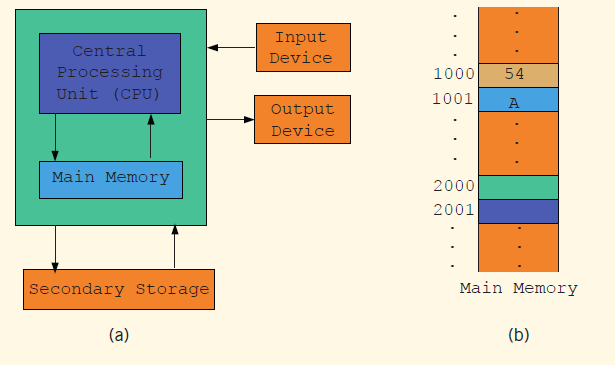 Central
Processing
Unit (CPU)
Main Memory
Input
Device
Output
Device
Secondary Storage
(a)
1000 54
1001 A
2000
2001
Main Memory
(b)